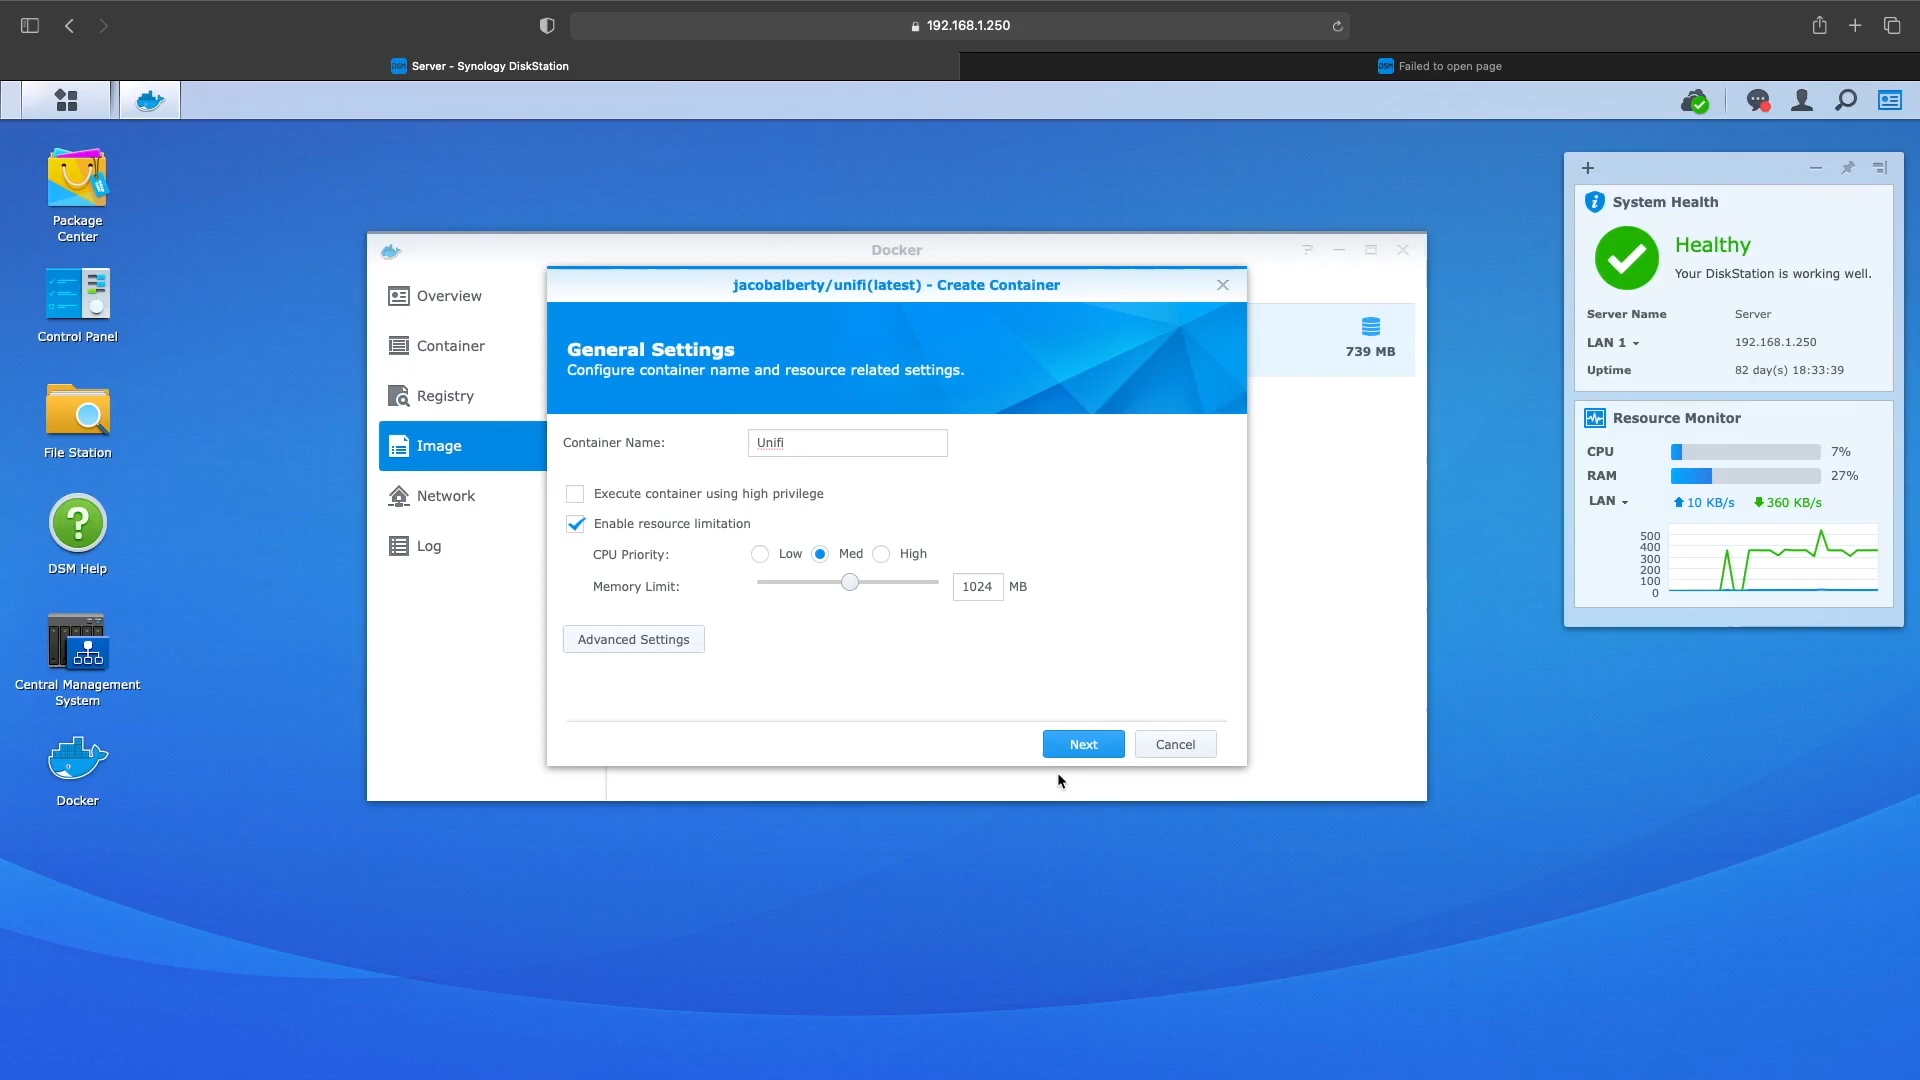 192.168.1.250
DSM Server - Synology DiskStation
DSM Failed to open page
Package
Center
Control Panel
File Station
DSM Help
Central Management
System
Docker
Docker
Overview
Container
Registry
Image
Network
Log
739 MB
jacobalberty/unifi(latest) - Create Container
General Settings
Configure container name and resource related settings.
Container Name: Unifi
Execute container using high privilege
Enable resource limitation
CPU Priority: Low Med High
Memory Limit: 1024 MB
Advanced Settings
Next Cancel
System Health
Healthy
Your DiskStation is working well.
Server Name Server
LAN 1 192.168.1.250
Uptime 82 day(s) 18:33:39
Resource Monitor
CPU 7%
RAM 27%
LAN 10 KB/s 360 KB/s
500
400
300
200
100
0